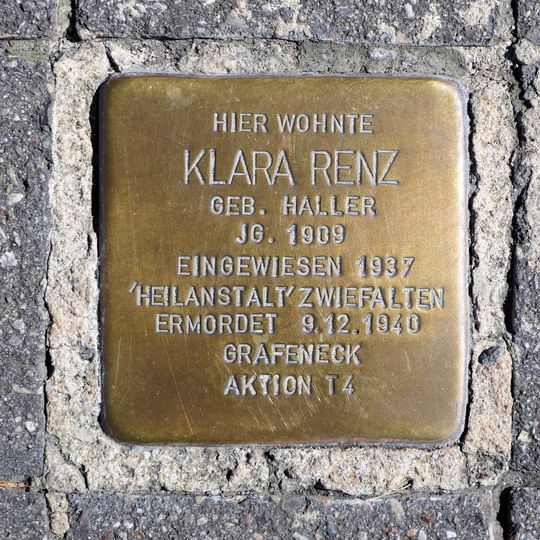 HIER WOHNTE
KLARA RENZ
GEB. HALLER
JG. 1909
EINGEWIESEN 1937
'HEILANSTALT' ZWIEFALTEN
ERMORDET 9.12.1940
GRAFENECK
AKTION T4